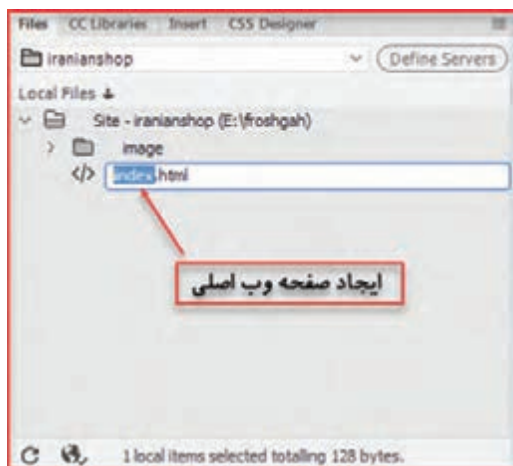 Files CC Libraries Insert CSS Designer
iranianshop Define Servers
Local Files
Site - iranianshop (E:\froshgah)
image
index.html
ایجاد صفحه وب اصلی
1 local items selected totalling 128 bytes.